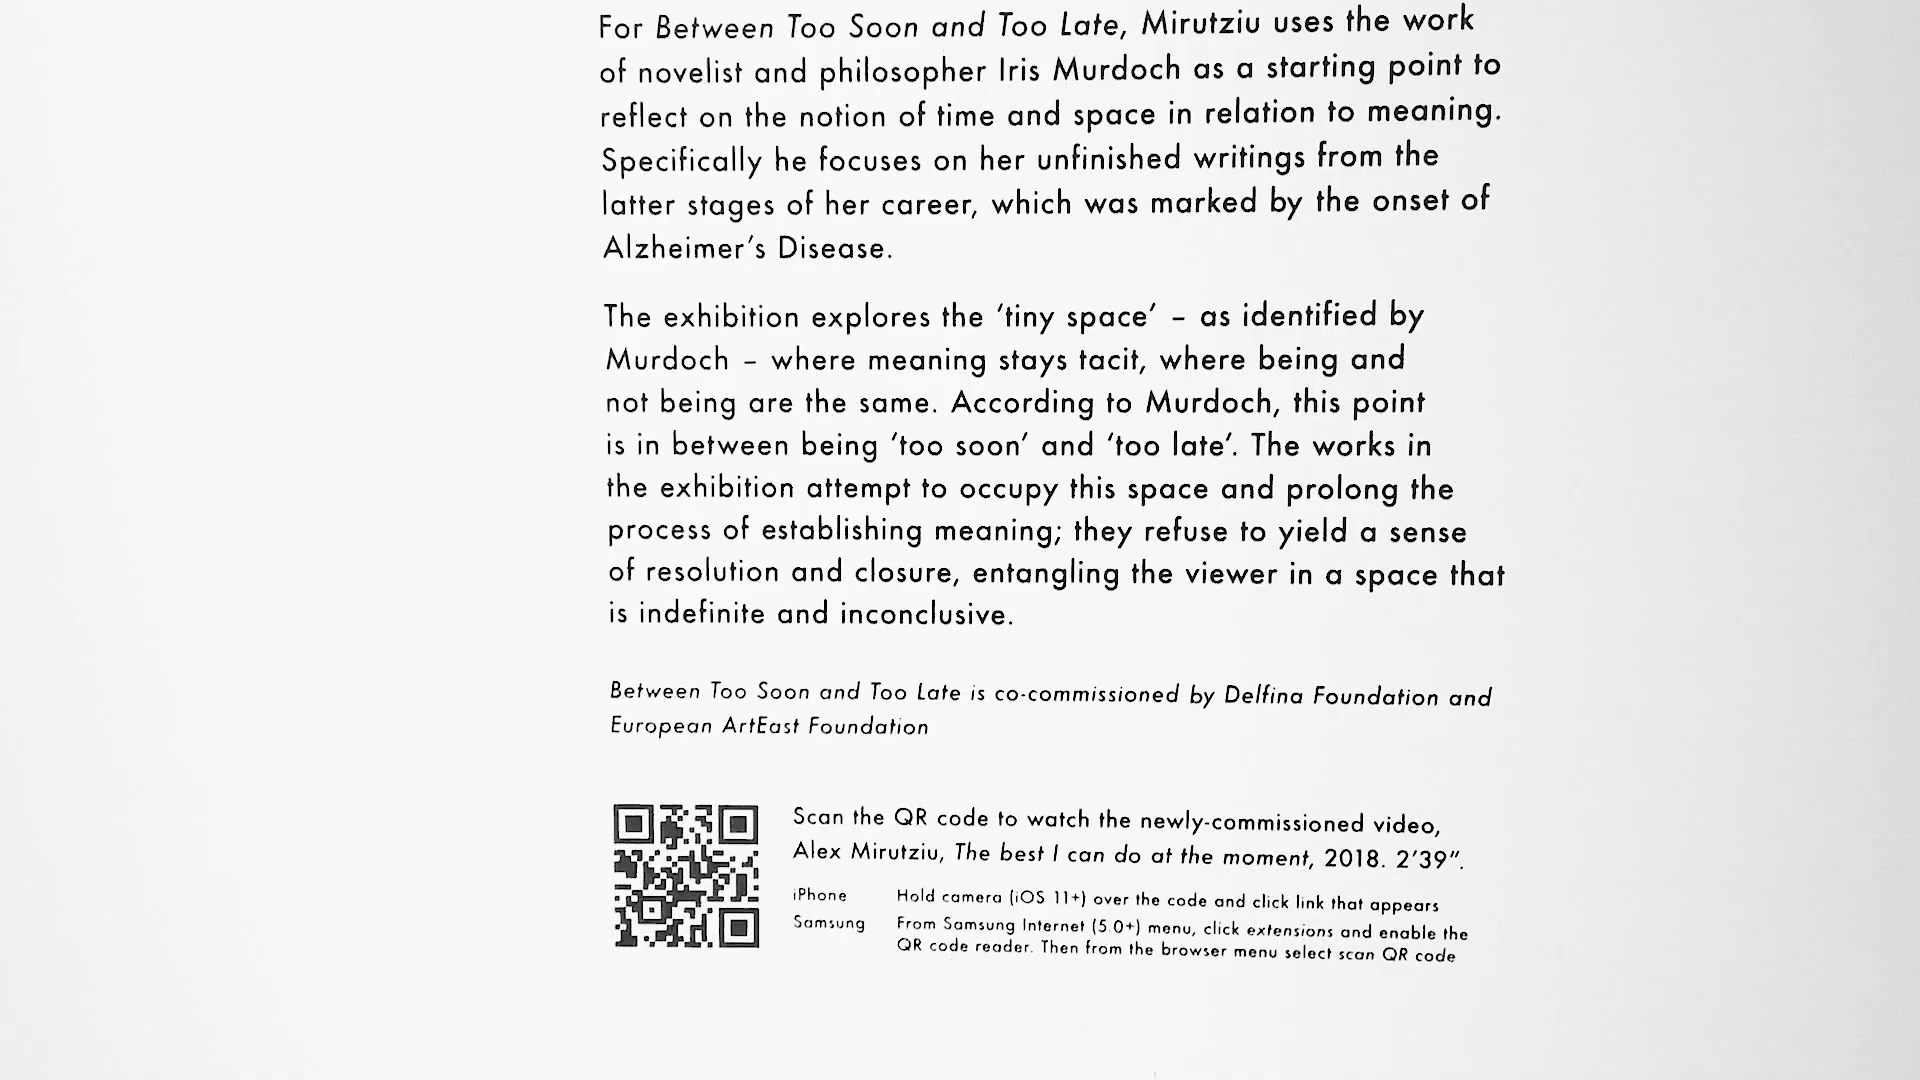 For Between Too Soon and Too Late, Mirutziu uses the work
of novelist and philosopher Iris Murdoch as a starting point to
reflect on the notion of time and space in relation to meaning.
Specifically he focuses on her unfinished writings from the
latter stages of her career, which was marked by the onset of
Alzheimer’s Disease.
The exhibition explores the ‘tiny space’ – as identified by
Murdoch – where meaning stays tacit, where being and
not being are the same. According to Murdoch, this point
is in between being ‘too soon’ and ‘too late’. The works in
the exhibition attempt to occupy this space and prolong the
process of establishing meaning; they refuse to yield a sense
of resolution and closure, entangling the viewer in a space that
is indefinite and inconclusive.
Between Too Soon and Too Late is co-commissioned by Delfina Foundation and
European ArtEast Foundation
Scan the QR code to watch the newly-commissioned video,
Alex Mirutziu, The best I can do at the moment, 2018. 2’39”.
iPhone Hold camera (iOS 11+) over the code and click link that appears
Samsung From Samsung Internet (5.0+) menu, click extensions and enable the
QR code reader. Then from the browser menu select scan QR code